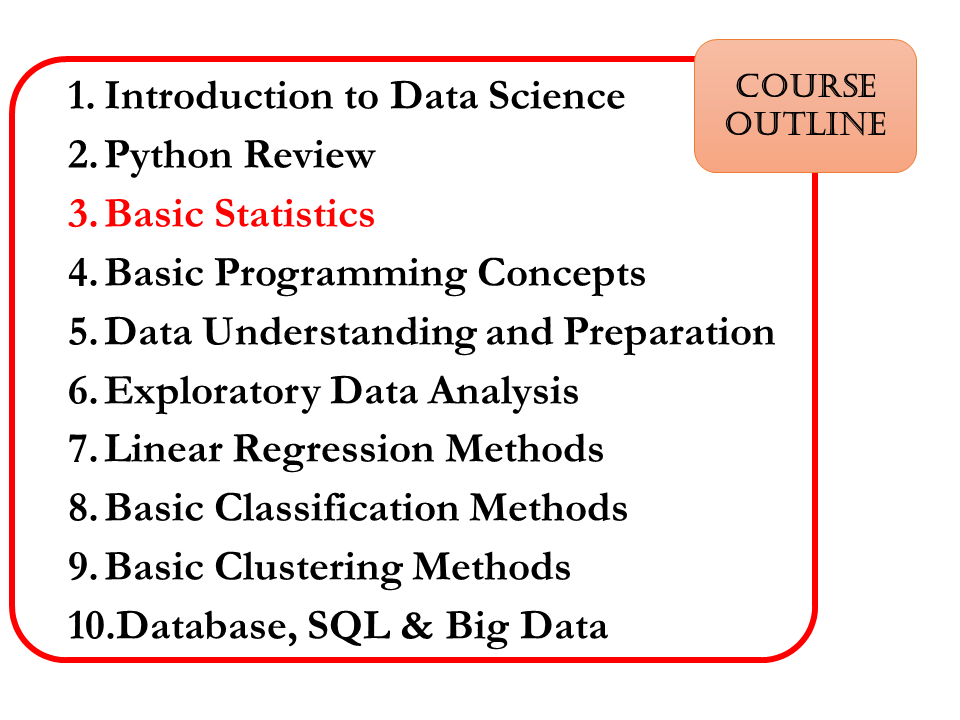 COURSE
OUTLINE
1. Introduction to Data Science
2. Python Review
3. Basic Statistics
4. Basic Programming Concepts
5. Data Understanding and Preparation
6. Exploratory Data Analysis
7. Linear Regression Methods
8. Basic Classification Methods
9. Basic Clustering Methods
10.Database, SQL & Big Data